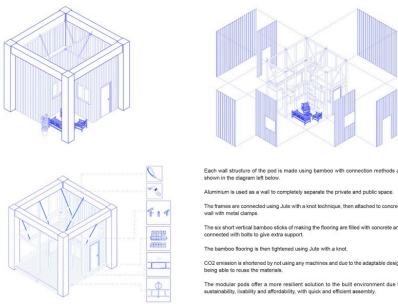 Each wall structure of the pod is made using bamboo with connection methods a
shown in the diagram left below.
Aluminium is used as a wall to completely separate the private and public space.
The frames are connected using Jute with a knot technique, then attached to concre
wall with metal clamps.
The six short vertical bamboo sticks of making the flooring are filled with concrete ar
connected with bolts to give extra support.
The bamboo flooring is then tightened using Jute with a knot.
CO2 emission is shortened by not using any machines and due to the adaptable desig
being able to reuse the materials.
The modular pods offer a more resilient solution to the built environment due t
sustainability, livability and affordability, with quick and efficient assembly.